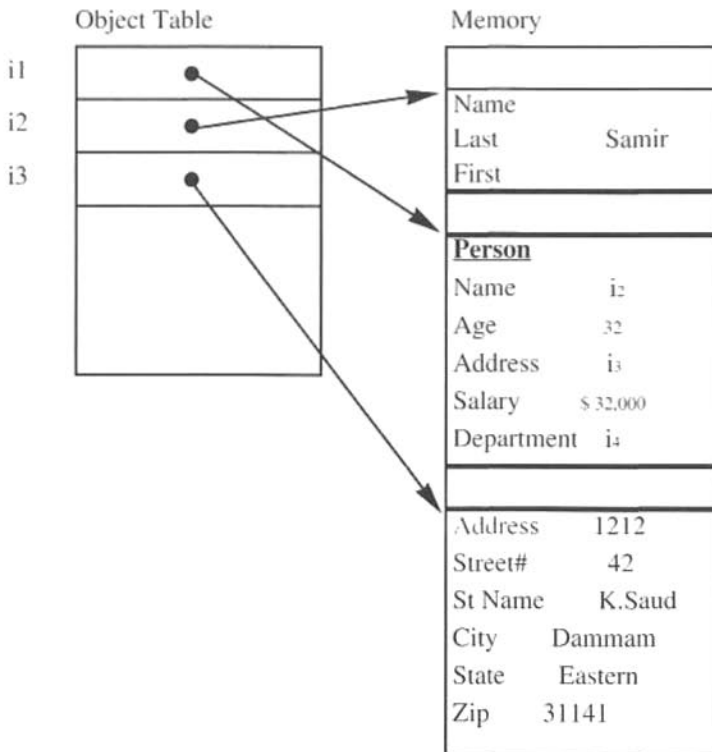 Object Table
Memory
i1
i2
i3
Name
Last Samir
First
Person
Name i2
Age 32
Address i3
Salary $ 32,000
Department i4
Address 1212
Street# 42
St Name K.Saud
City Dammam
State Eastern
Zip 31141